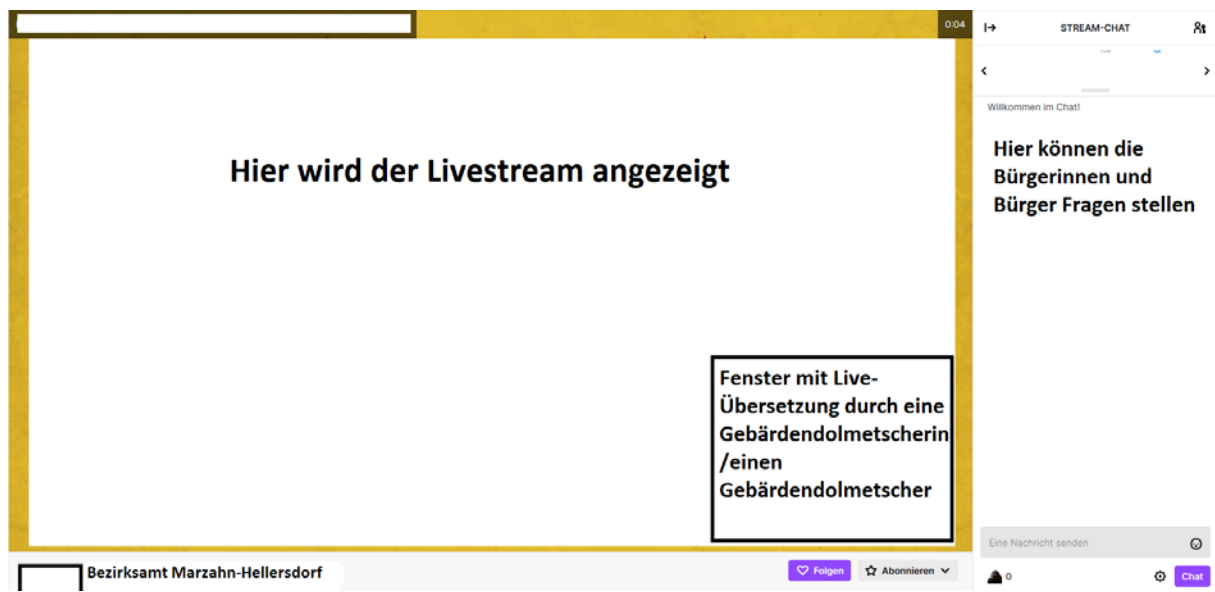 0:04
STREAM-CHAT
Willkommen im Chat!
Hier wird der Livestream angezeigt
Hier können die
Bürgerinnen und
Bürger Fragen stellen
Fenster mit Live-
Übersetzung durch eine
Gebärdendolmetscherin
/einen
Gebärdendolmetscher
Eine Nachricht senden
Bezirksamt Marzahn-Hellersdorf
Folgen
Abonnieren
0
Chat